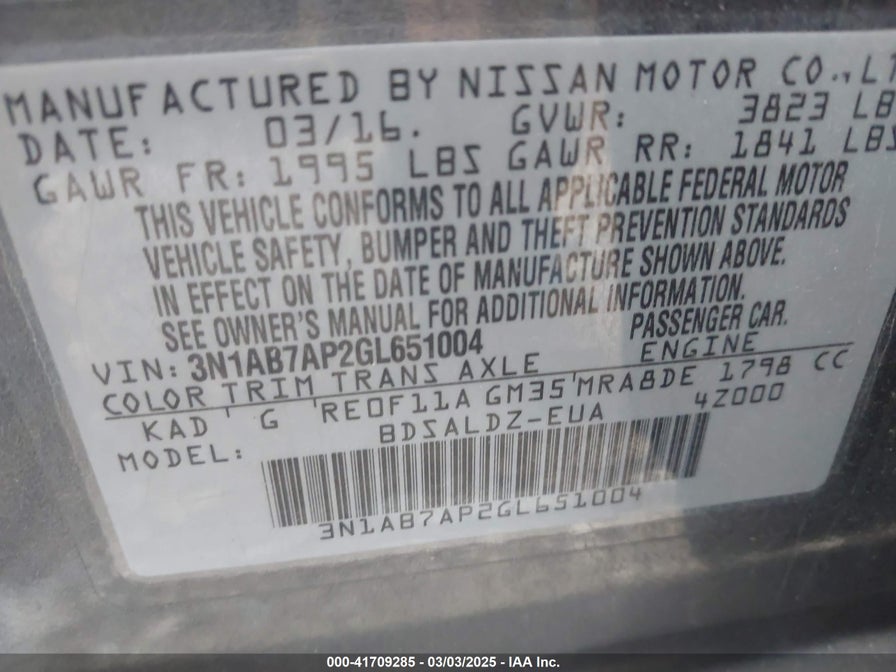 MANUFACTURED BY NISSAN MOTOR CO., LT
DATE: 03/16. GVWR: 3823 LB
GAWR FR: 1995 LBS GAWR RR: 1841 LBS
THIS VEHICLE CONFORMS TO ALL APPLICABLE FEDERAL MOTOR
VEHICLE SAFETY, BUMPER AND THEFT PREVENTION STANDARDS
IN EFFECT ON THE DATE OF MANUFACTURE SHOWN ABOVE.
SEE OWNER'S MANUAL FOR ADDITIONAL INFORMATION.
VIN: 3N1AB7AP2GL651004 PASSENGER CAR.
COLOR TRIM TRANS AXLE ENGINE
KAD G RE0F11A GM35 MRA8DE 1798 CC
MODEL: BDSALDZ-EUA 4Z000
3N1AB7AP2GL651004
000-41709285 - 03/03/2025 - IAA Inc.